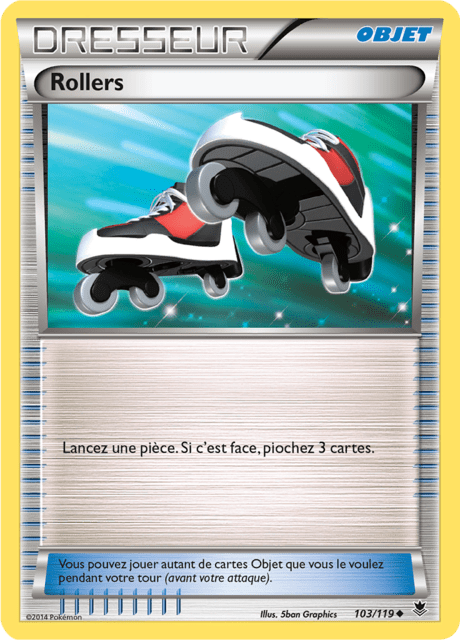 DRESSEUR OBJET
Rollers
Lancez une pièce. Si c'est face, piochez 3 cartes.
Vous pouvez jouer autant de cartes Objet que vous le voulez
pendant votre tour (avant votre attaque).
©2014 Pokémon Illus. 5ban Graphics 103/119